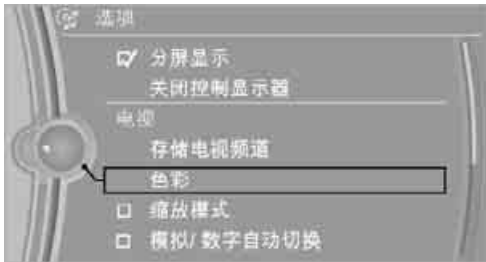 选项
分屏显示
关闭控制显示器
电视
存储电视频道
色彩
缩放模式
模拟/数字自动切换